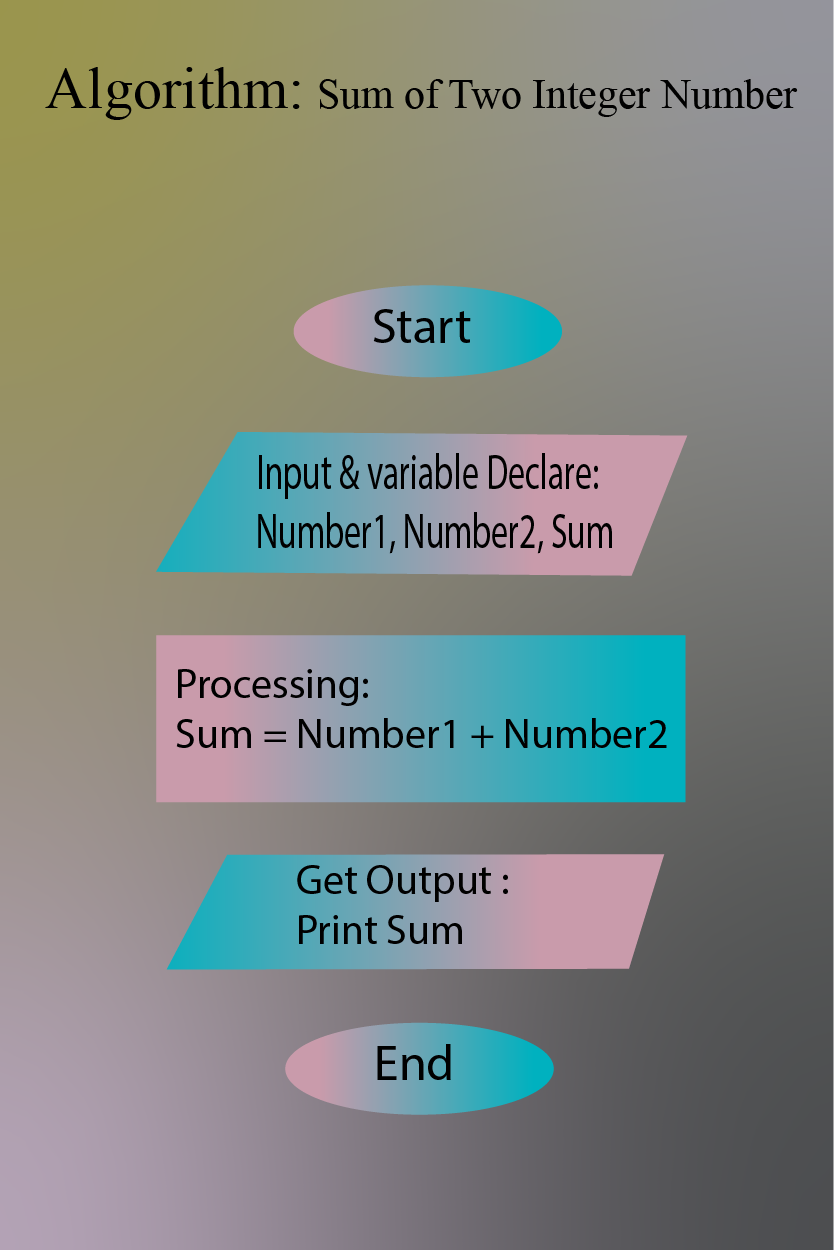 Algorithm: Sum of Two Integer Number
Start
Input & variable Declare:
Number1, Number2, Sum
Processing:
Sum = Number1 + Number2
Get Output :
Print Sum
End